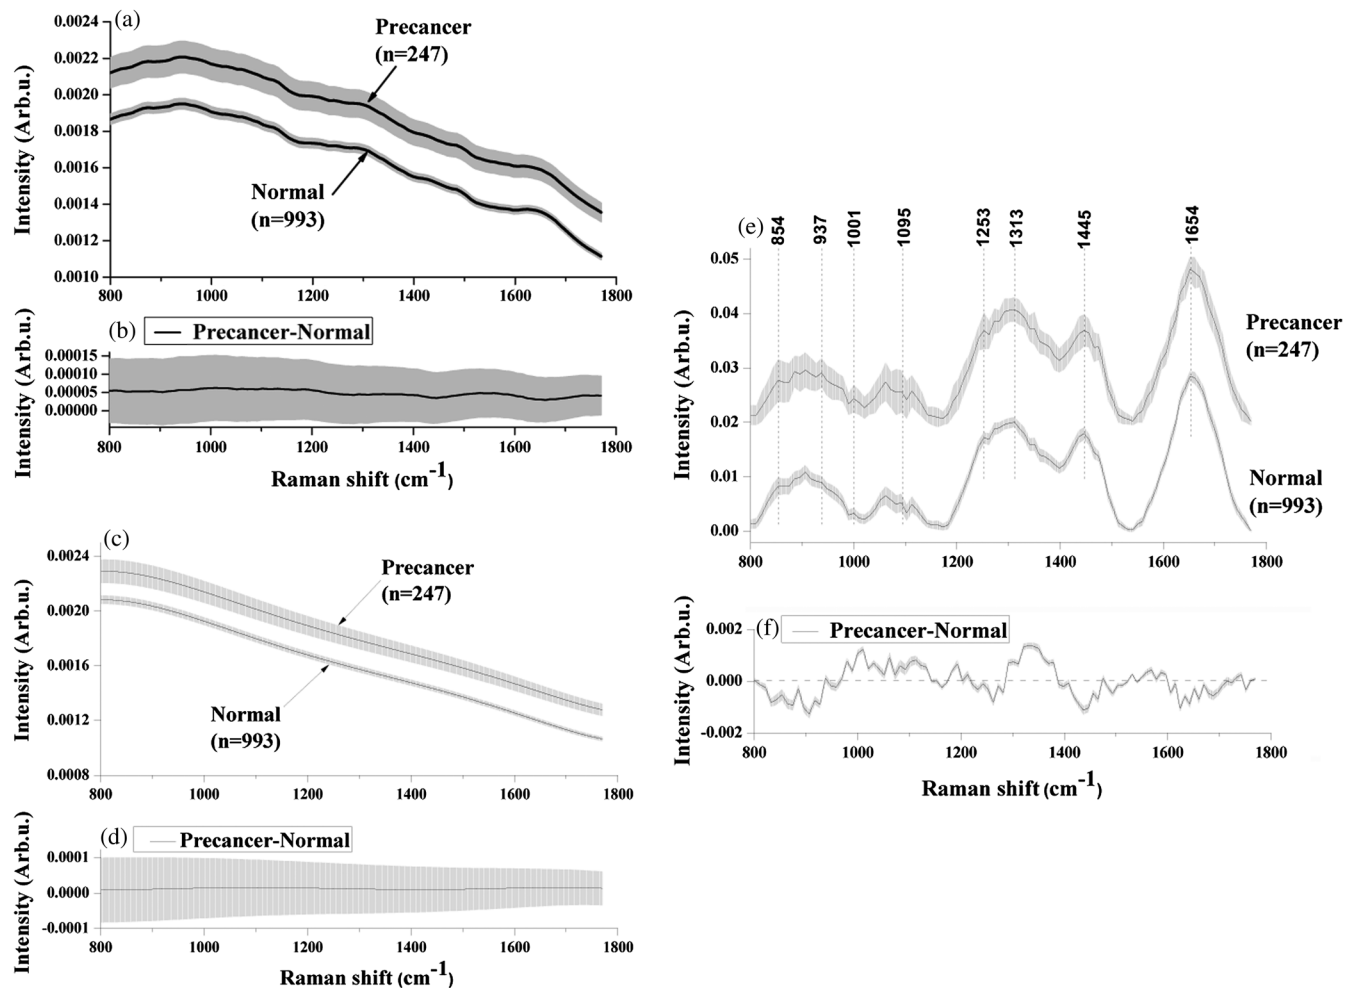 (a)
Intensity (Arb.u.)
0.0024
0.0022
0.0020
0.0018
0.0016
0.0014
0.0012
0.0010
Precancer
(n=247)
Normal
(n=993)
800 1000 1200 1400 1600 1800
(b) Precancer-Normal
Intensity (Arb.u.)
0.00015
0.00010
0.00005
0.00000
800 1000 1200 1400 1600 1800
Raman shift (cm⁻¹)
(c)
Intensity (Arb.u.)
0.0024
0.0020
0.0016
0.0012
0.0008
Precancer
(n=247)
Normal
(n=993)
800 1000 1200 1400 1600 1800
(d) Precancer-Normal
Intensity (Arb.u.)
0.0001
0.0000
-0.0001
800 1000 1200 1400 1600 1800
Raman shift (cm⁻¹)
(e)
854 937 1001 1095 1253 1313 1445 1654
Intensity (Arb.u.)
0.05
0.04
0.03
0.02
0.01
0.00
Precancer
(n=247)
Normal
(n=993)
800 1000 1200 1400 1600 1800
(f) Precancer-Normal
Intensity (Arb.u.)
0.002
0.000
-0.002
800 1000 1200 1400 1600 1800
Raman shift (cm⁻¹)